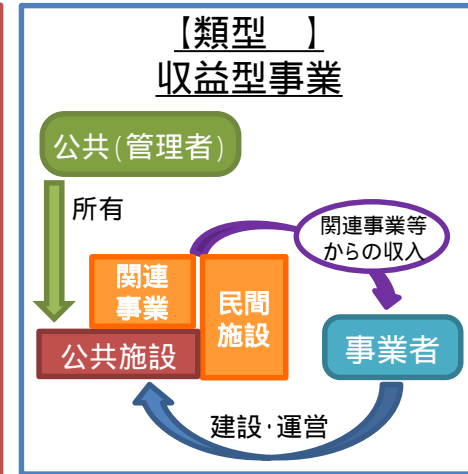 【類型　】
収益型事業
公共(管理者)
所有
関連事業等
からの収入
関連
事業
民間
施設
公共施設
事業者
建設・運営